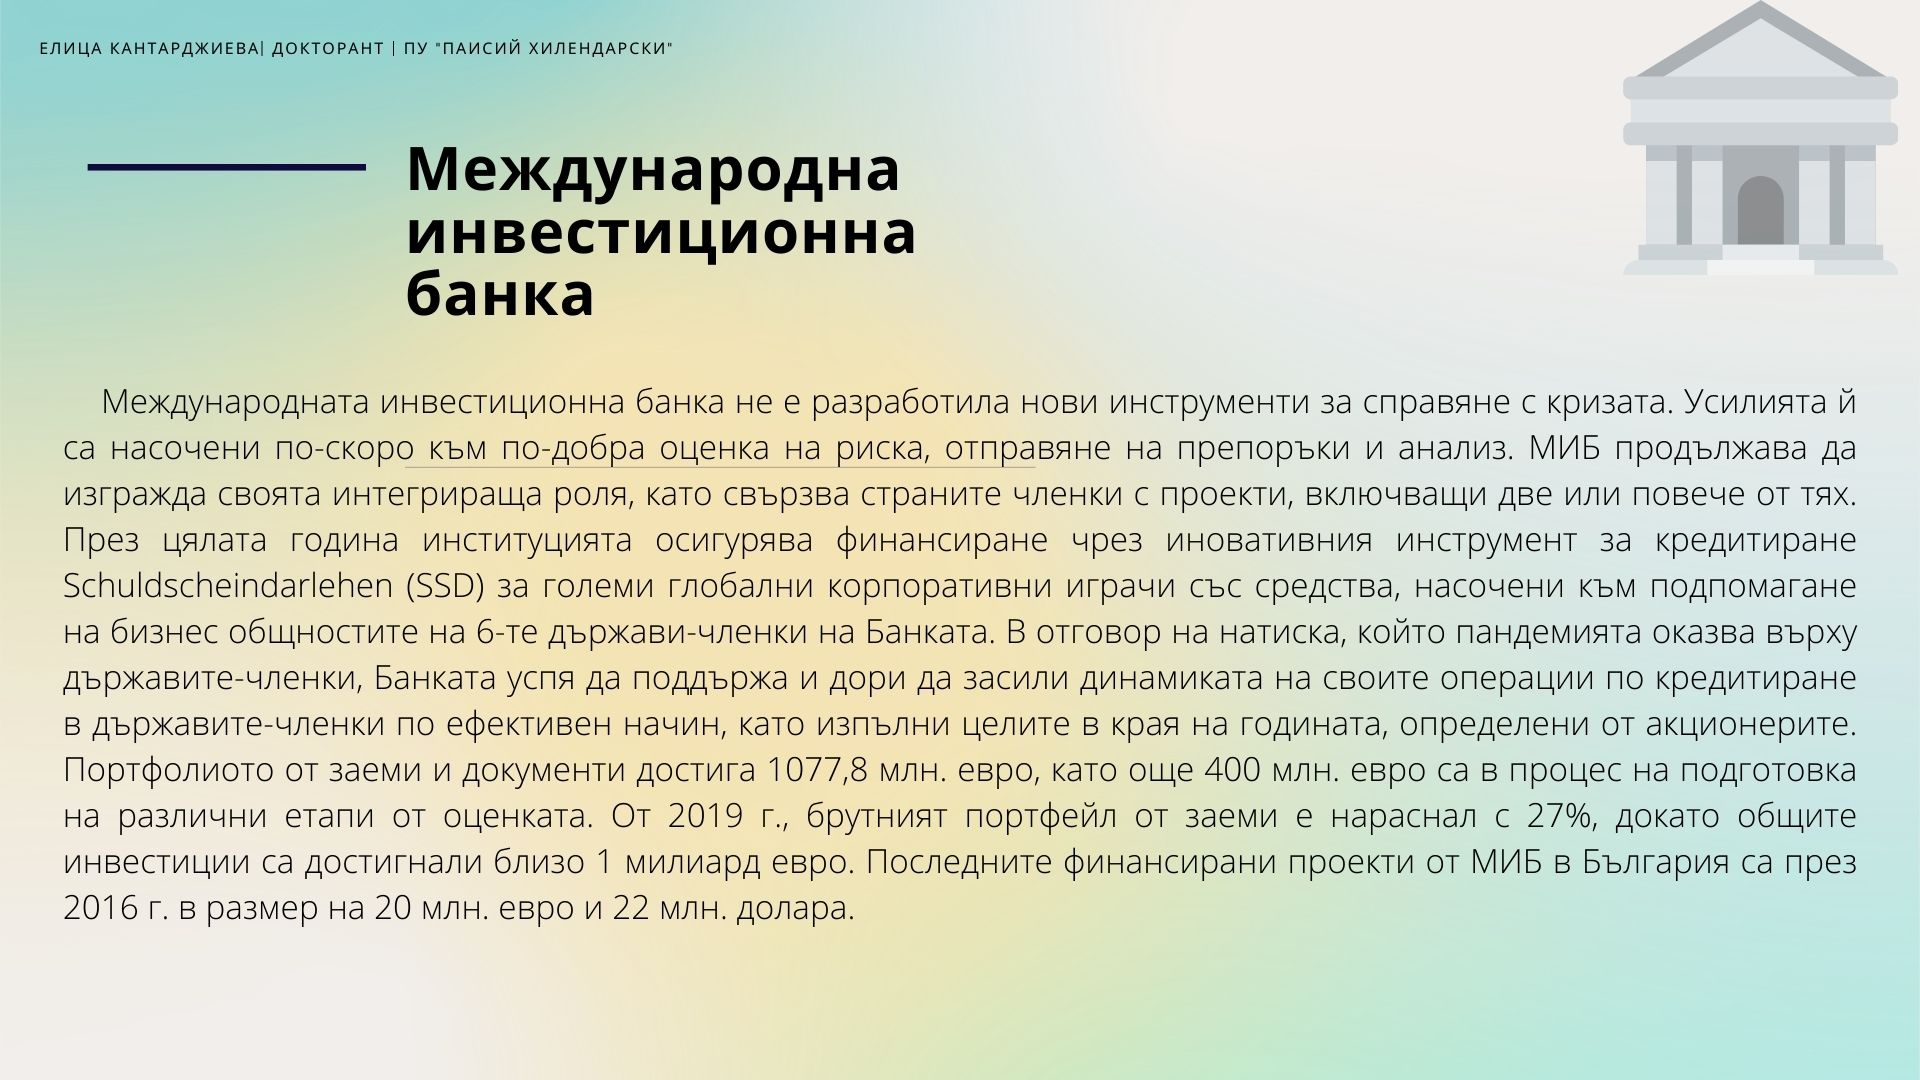 ЕЛИЦА КАНТАРДЖИЕВА| ДОКТОРАНТ | ПУ "ПАИСИЙ ХИЛЕНДАРСКИ"
Международна
инвестиционна
банка
Международната инвестиционна банка не е разработила нови инструменти за справяне с кризата. Усилията й
са насочени по-скоро към по-добра оценка на риска, отправяне на препоръки и анализ. МИБ продължава да
изгражда своята интегрираща роля, като свързва страните членки с проекти, включващи две или повече от тях.
През цялата година институцията осигурява финансиране чрез иновативния инструмент за кредитиране
Schuldscheindarlehen (SSD) за големи глобални корпоративни играчи със средства, насочени към подпомагане
на бизнес общностите на 6-те държави-членки на Банката. В отговор на натиска, който пандемията оказва върху
държавите-членки, Банката успя да поддържа и дори да засили динамиката на своите операции по кредитиране
в държавите-членки по ефективен начин, като изпълни целите в края на годината, определени от акционерите.
Портфолиото от заеми и документи достига 1077,8 млн. евро, като още 400 млн. евро са в процес на подготовка
на различни етапи от оценката. От 2019 г., брутният портфейл от заеми е нараснал с 27%, докато общите
инвестиции са достигнали близо 1 милиард евро. Последните финансирани проекти от МИБ в България са през
2016 г. в размер на 20 млн. евро и 22 млн. долара.